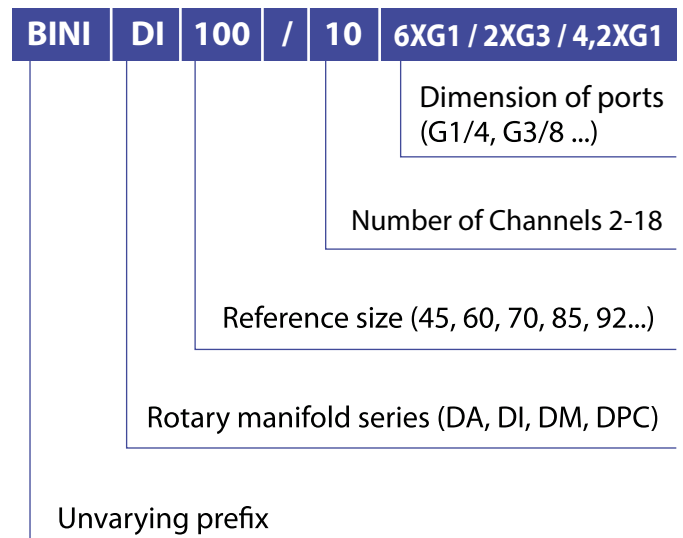 BINI DI 100 / 10 6XG1 / 2XG3 / 4,2XG1
Dimension of ports
(G1/4, G3/8 ...)
Number of Channels 2-18
Reference size (45, 60, 70, 85, 92...)
Rotary manifold series (DA, DI, DM, DPC)
Unvarying prefix